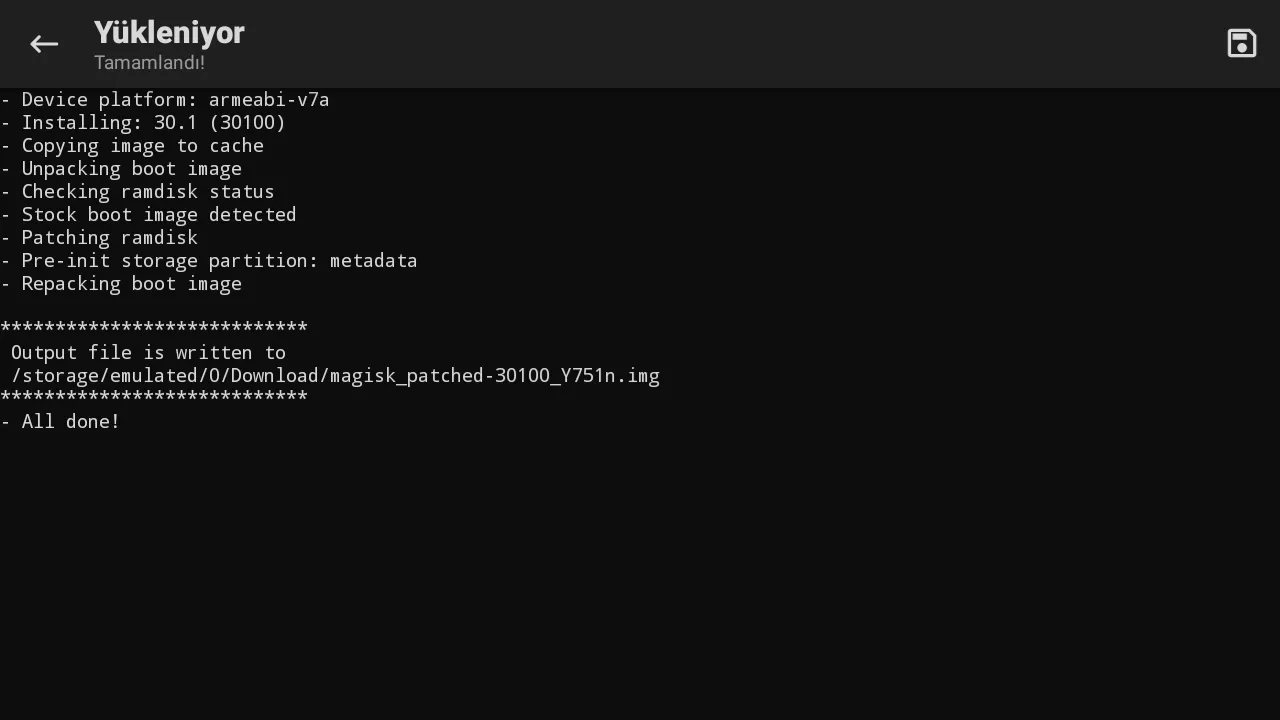 Yükleniyor
Tamamlandı!
- Device platform: armeabi-v7a
- Installing: 30.1 (30100)
- Copying image to cache
- Unpacking boot image
- Checking ramdisk status
- Stock boot image detected
- Patching ramdisk
- Pre-init storage partition: metadata
- Repacking boot image
****************************
Output file is written to
/storage/emulated/0/Download/magisk_patched-30100_Y751n.img
****************************
- All done!